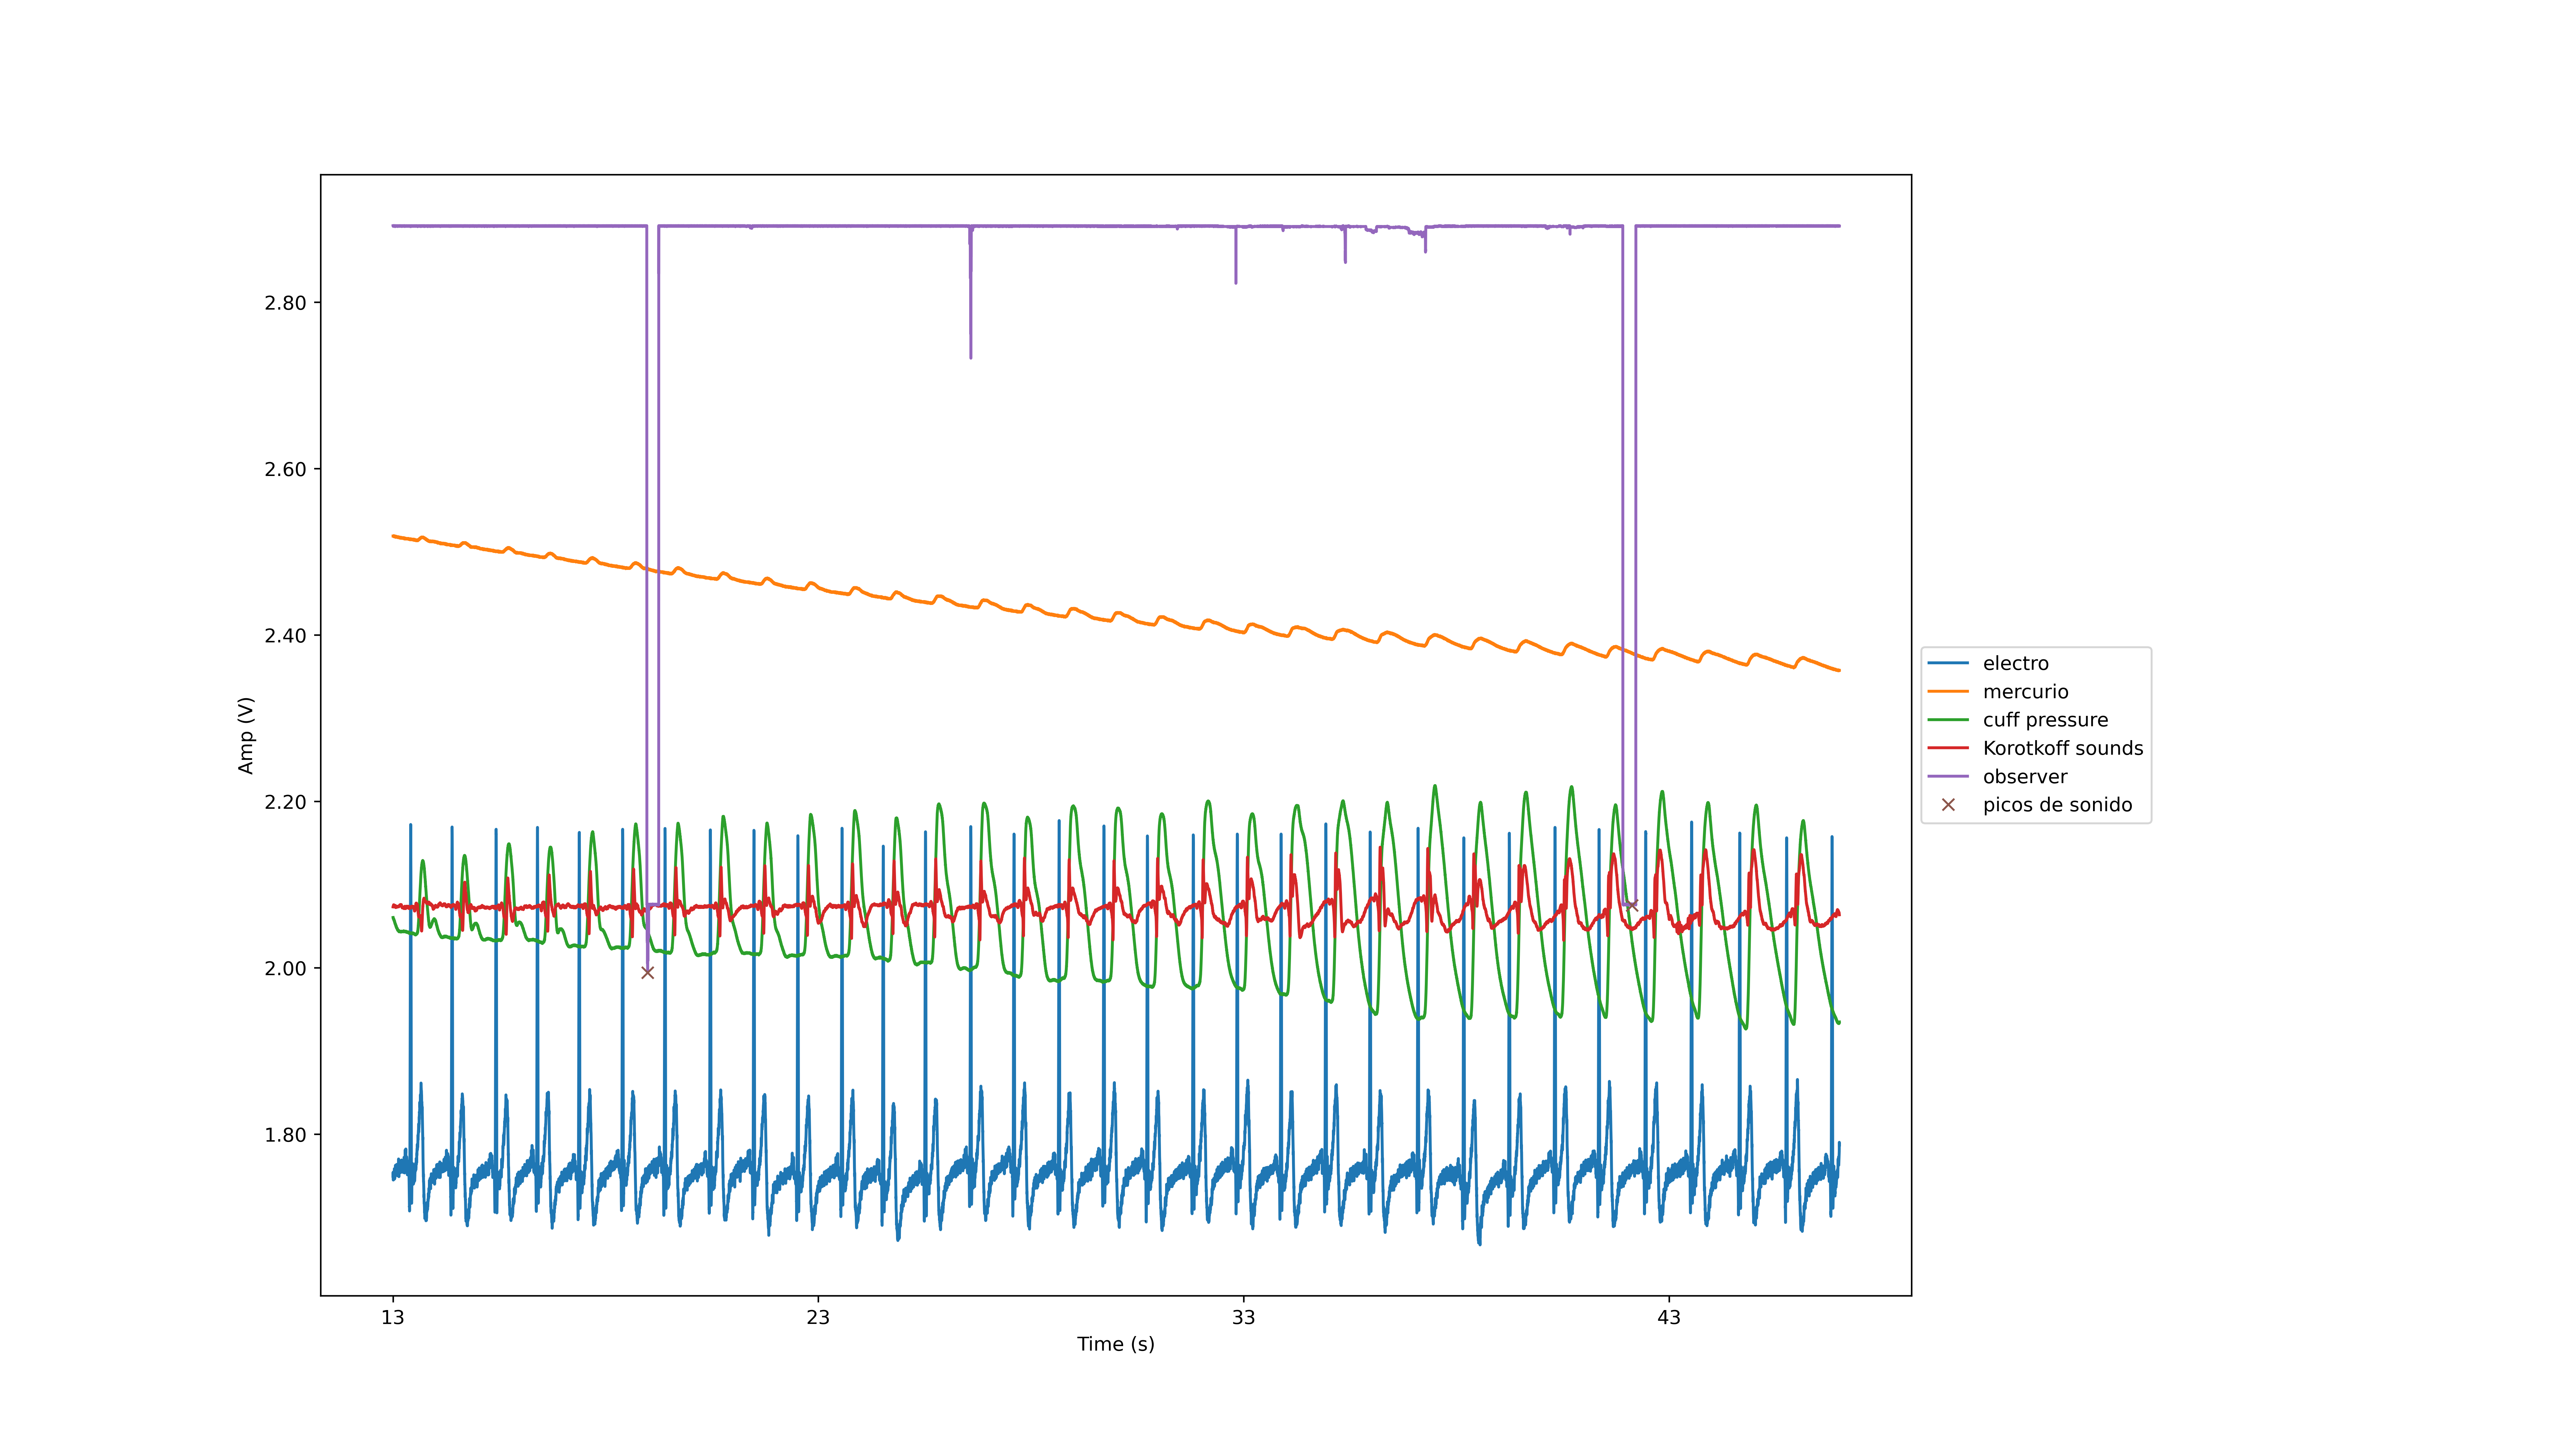 2.80
2.60
2.40
2.20
2.00
1.80
Amp (V)
13 23 33 43
Time (s)
electro
mercurio
cuff pressure
Korotkoff sounds
observer
picos de sonido